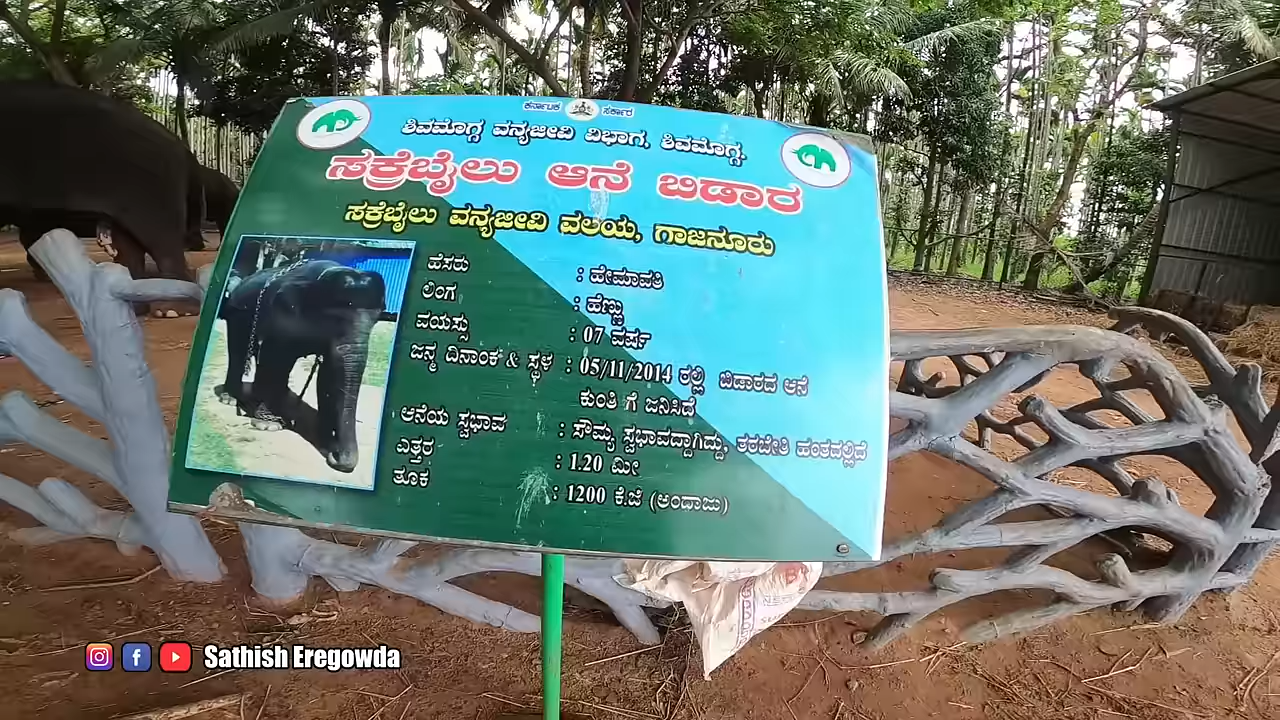 ಕರ್ನಾಟಕ ಸರ್ಕಾರ
ಶಿವಮೊಗ್ಗ ವನ್ಯಜೀವಿ ವಿಭಾಗ, ಶಿವಮೊಗ್ಗ.
ಸಕ್ರೆಬೈಲು ಆನೆ ಬಿಡಾರ
ಸಕ್ರೆಬೈಲು ವನ್ಯಜೀವಿ ವಲಯ, ಗಾಜನೂರು
ಹೆಸರು : ಹೇಮಾವತಿ
ಲಿಂಗ : ಹೆಣ್ಣು
ವಯಸ್ಸು : 07 ವರ್ಷ
ಜನ್ಮ ದಿನಾಂಕ & ಸ್ಥಳ : 05/11/2014 ರಲ್ಲಿ ಬಿಡಾರದ ಆನೆ
ಕುಂತಿ ಗೆ ಜನಿಸಿದೆ
ಆನೆಯ ಸ್ವಭಾವ : ಸೌಮ್ಯ ಸ್ವಭಾವದ್ದಾಗಿದ್ದು, ತರಬೇತಿ ಹಂತದಲ್ಲಿದೆ
ಎತ್ತರ : 1.20 ಮೀ
ತೂಕ : 1200 ಕೆ.ಜಿ (ಅಂದಾಜು)
Sathish Eregowda